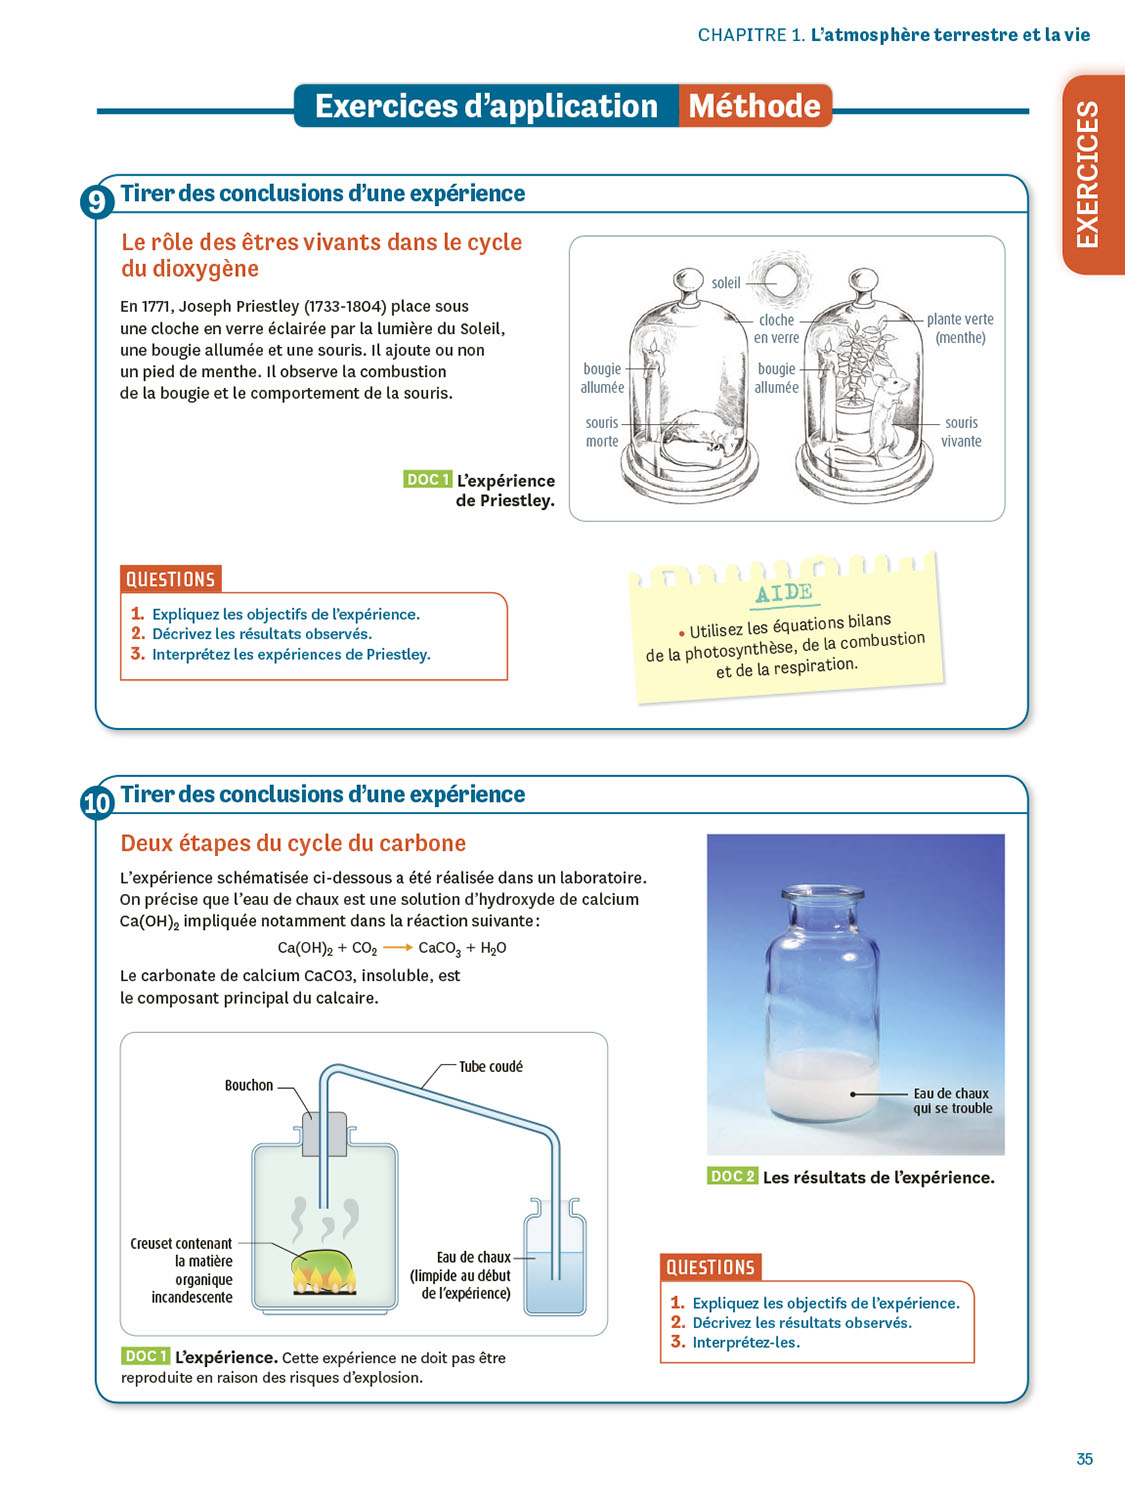 CHAPITRE 1. L'atmosphère terrestre et la vie
EXERCICES
Exercices d'application Méthode
9 Tirer des conclusions d'une expérience
Le rôle des êtres vivants dans le cycle
du dioxygène
En 1771, Joseph Priestley (1733-1804) place sous
une cloche en verre éclairée par la lumière du Soleil,
une bougie allumée et une souris. Il ajoute ou non
un pied de menthe. Il observe la combustion
de la bougie et le comportement de la souris.
DOC 1 L'expérience
de Priestley.
soleil
cloche
en verre
plante verte
(menthe)
bougie
allumée
bougie
allumée
souris
morte
souris
vivante
QUESTIONS
1. Expliquez les objectifs de l'expérience.
2. Décrivez les résultats observés.
3. Interprétez les expériences de Priestley.
AIDE
• Utilisez les équations bilans
de la photosynthèse, de la combustion
et de la respiration.
10 Tirer des conclusions d'une expérience
Deux étapes du cycle du carbone
L'expérience schématisée ci-dessous a été réalisée dans un laboratoire.
On précise que l'eau de chaux est une solution d'hydroxyde de calcium
Ca(OH)₂ impliquée notamment dans la réaction suivante :
Ca(OH)₂ + CO₂ → CaCO₃ + H₂O
Le carbonate de calcium CaCO3, insoluble, est
le composant principal du calcaire.
Bouchon
Tube coudé
Creuset contenant
la matière
organique
incandescente
Eau de chaux
(limpide au début
de l'expérience)
DOC 1 L'expérience. Cette expérience ne doit pas être
reproduite en raison des risques d'explosion.
Eau de chaux
qui se trouble
DOC 2 Les résultats de l'expérience.
QUESTIONS
1. Expliquez les objectifs de l'expérience.
2. Décrivez les résultats observés.
3. Interprétez-les.
35